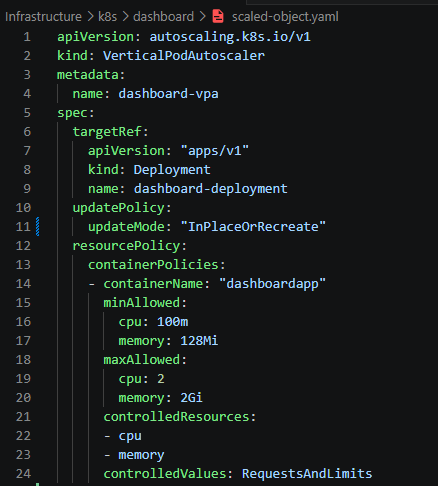 Infrastructure > k8s > dashboard > scaled-object.yaml
1 apiVersion: autoscaling.k8s.io/v1
2 kind: VerticalPodAutoscaler
3 metadata:
4   name: dashboard-vpa
5 spec:
6   targetRef:
7     apiVersion: "apps/v1"
8     kind: Deployment
9     name: dashboard-deployment
10   updatePolicy:
11     updateMode: "InPlaceOrRecreate"
12   resourcePolicy:
13     containerPolicies:
14     - containerName: "dashboardapp"
15       minAllowed:
16         cpu: 100m
17         memory: 128Mi
18       maxAllowed:
19         cpu: 2
20         memory: 2Gi
21       controlledResources:
22       - cpu
23       - memory
24       controlledValues: RequestsAndLimits